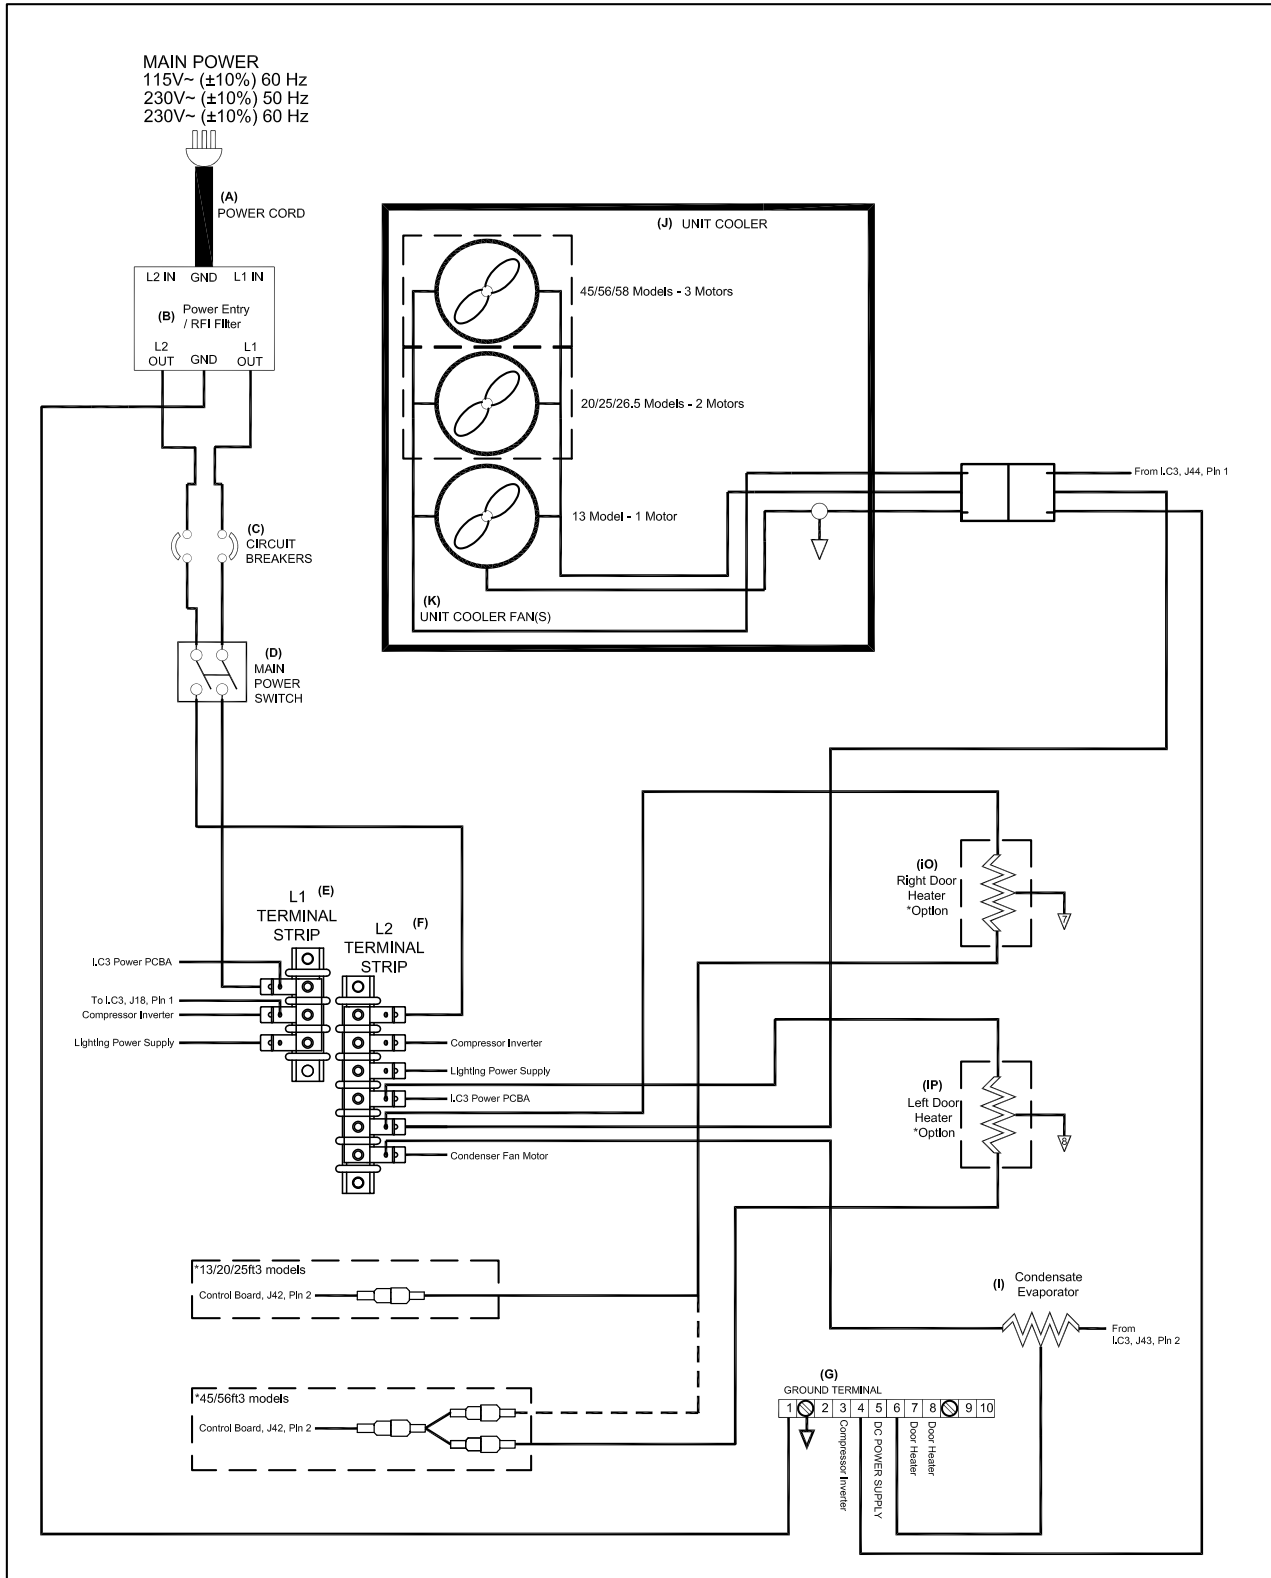 MAIN POWER
115V~ (±10%) 60 Hz
230V~ (±10%) 50 Hz
230V~ (±10%) 60 Hz
(A)
POWER CORD
L2 IN GND L1 IN
(B) Power Entry
/ RFI Filter
L2
OUT
GND
L1
OUT
(C)
CIRCUIT
BREAKERS
(D)
MAIN
POWER
SWITCH
(J) UNIT COOLER
45/56/58 Models - 3 Motors
20/25/26.5 Models - 2 Motors
13 Model - 1 Motor
(K)
UNIT COOLER FAN(S)
From I.C3, J44, Pin 1
L1 (E)
TERMINAL
STRIP
L2 (F)
TERMINAL
STRIP
I.C3 Power PCBA
To I.C3, J18, Pin 1
Compressor Inverter
Lighting Power Supply
Compressor Inverter
Lighting Power Supply
I.C3 Power PCBA
Condenser Fan Motor
(iO)
Right Door
Heater
*Option
7
(IP)
Left Door
Heater
*Option
8
*13/20/25ft3 models
Control Board, J42, Pin 2
*45/56ft3 models
Control Board, J42, Pin 2
(I) Condensate
Evaporator
From
I.C3, J43, Pin 2
(G)
GROUND TERMINAL
1 2 3 4 5 6 7 8 9 10
Compressor Inverter
DC POWER SUPPLY
Door Heater
Door Heater